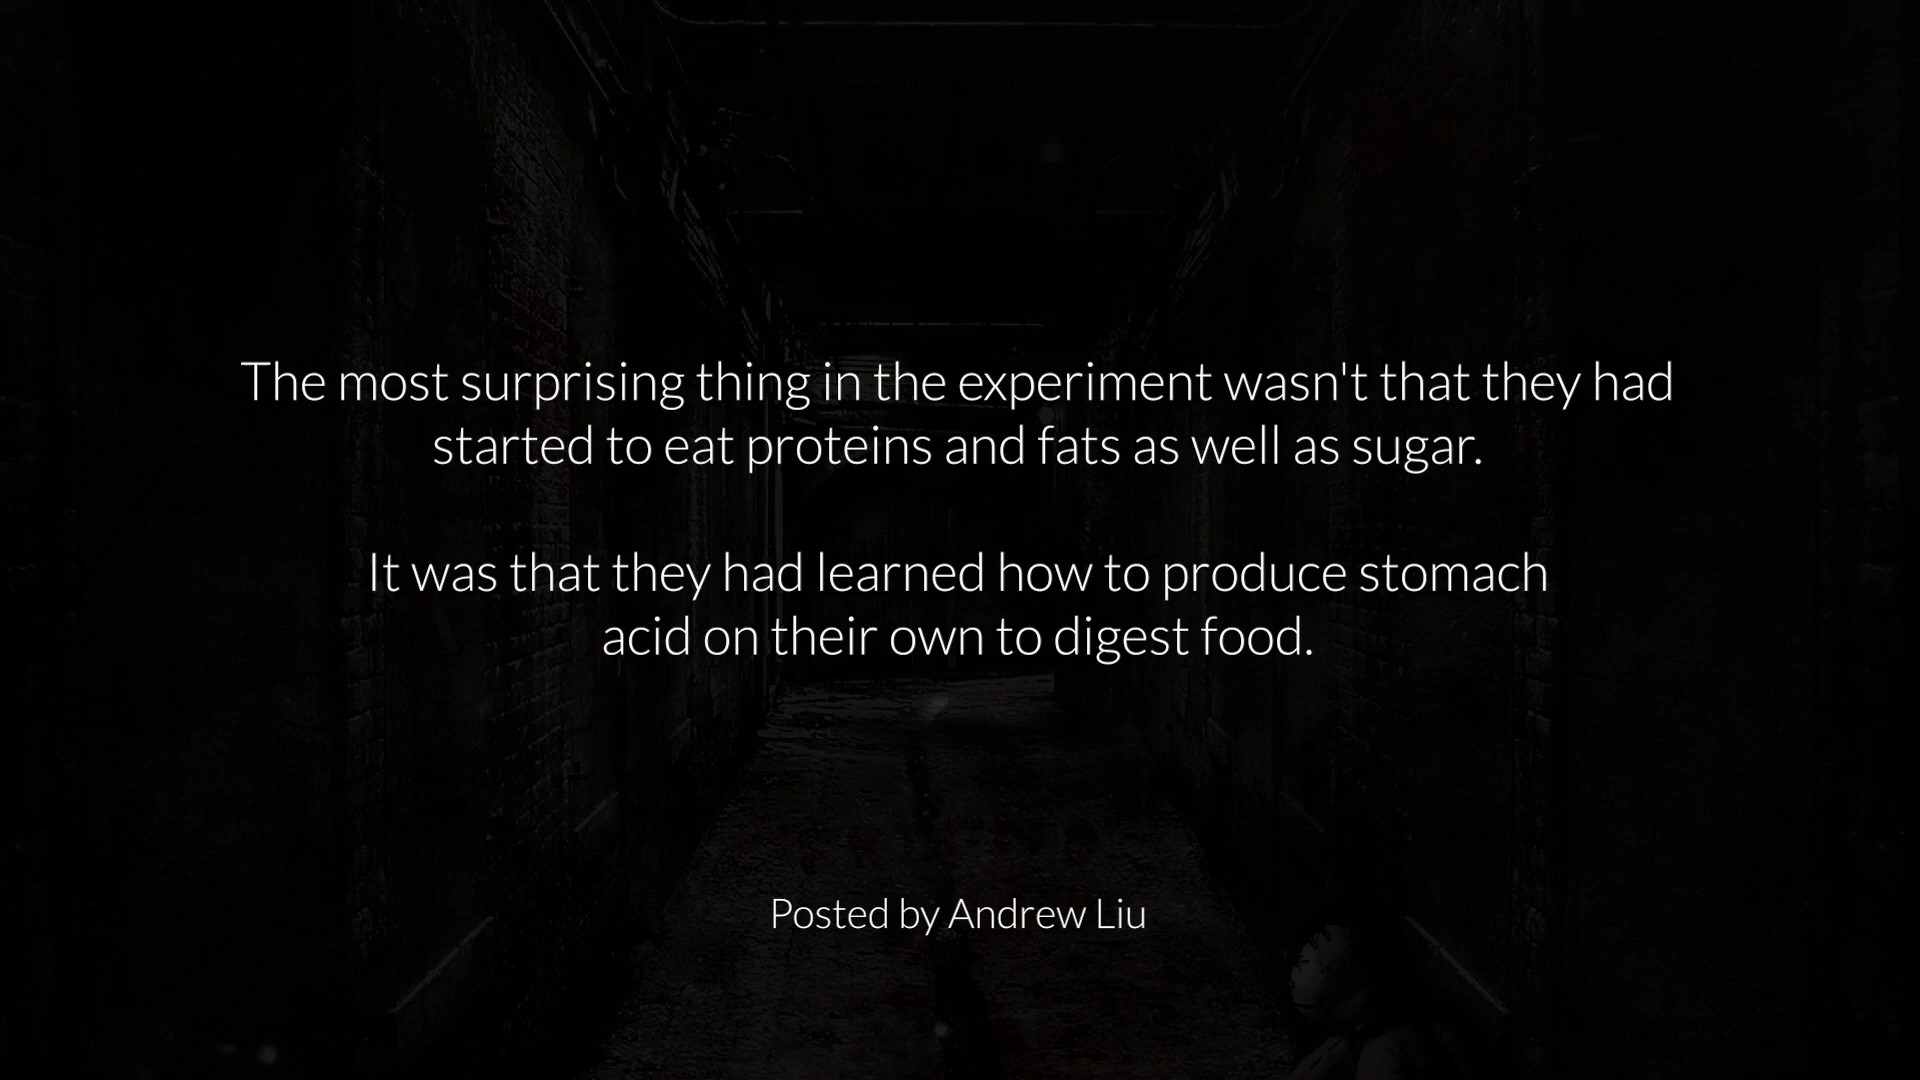 The most surprising thing in the experiment wasn't that they had
started to eat proteins and fats as well as sugar.
It was that they had learned how to produce stomach
acid on their own to digest food.
Posted by Andrew Liu